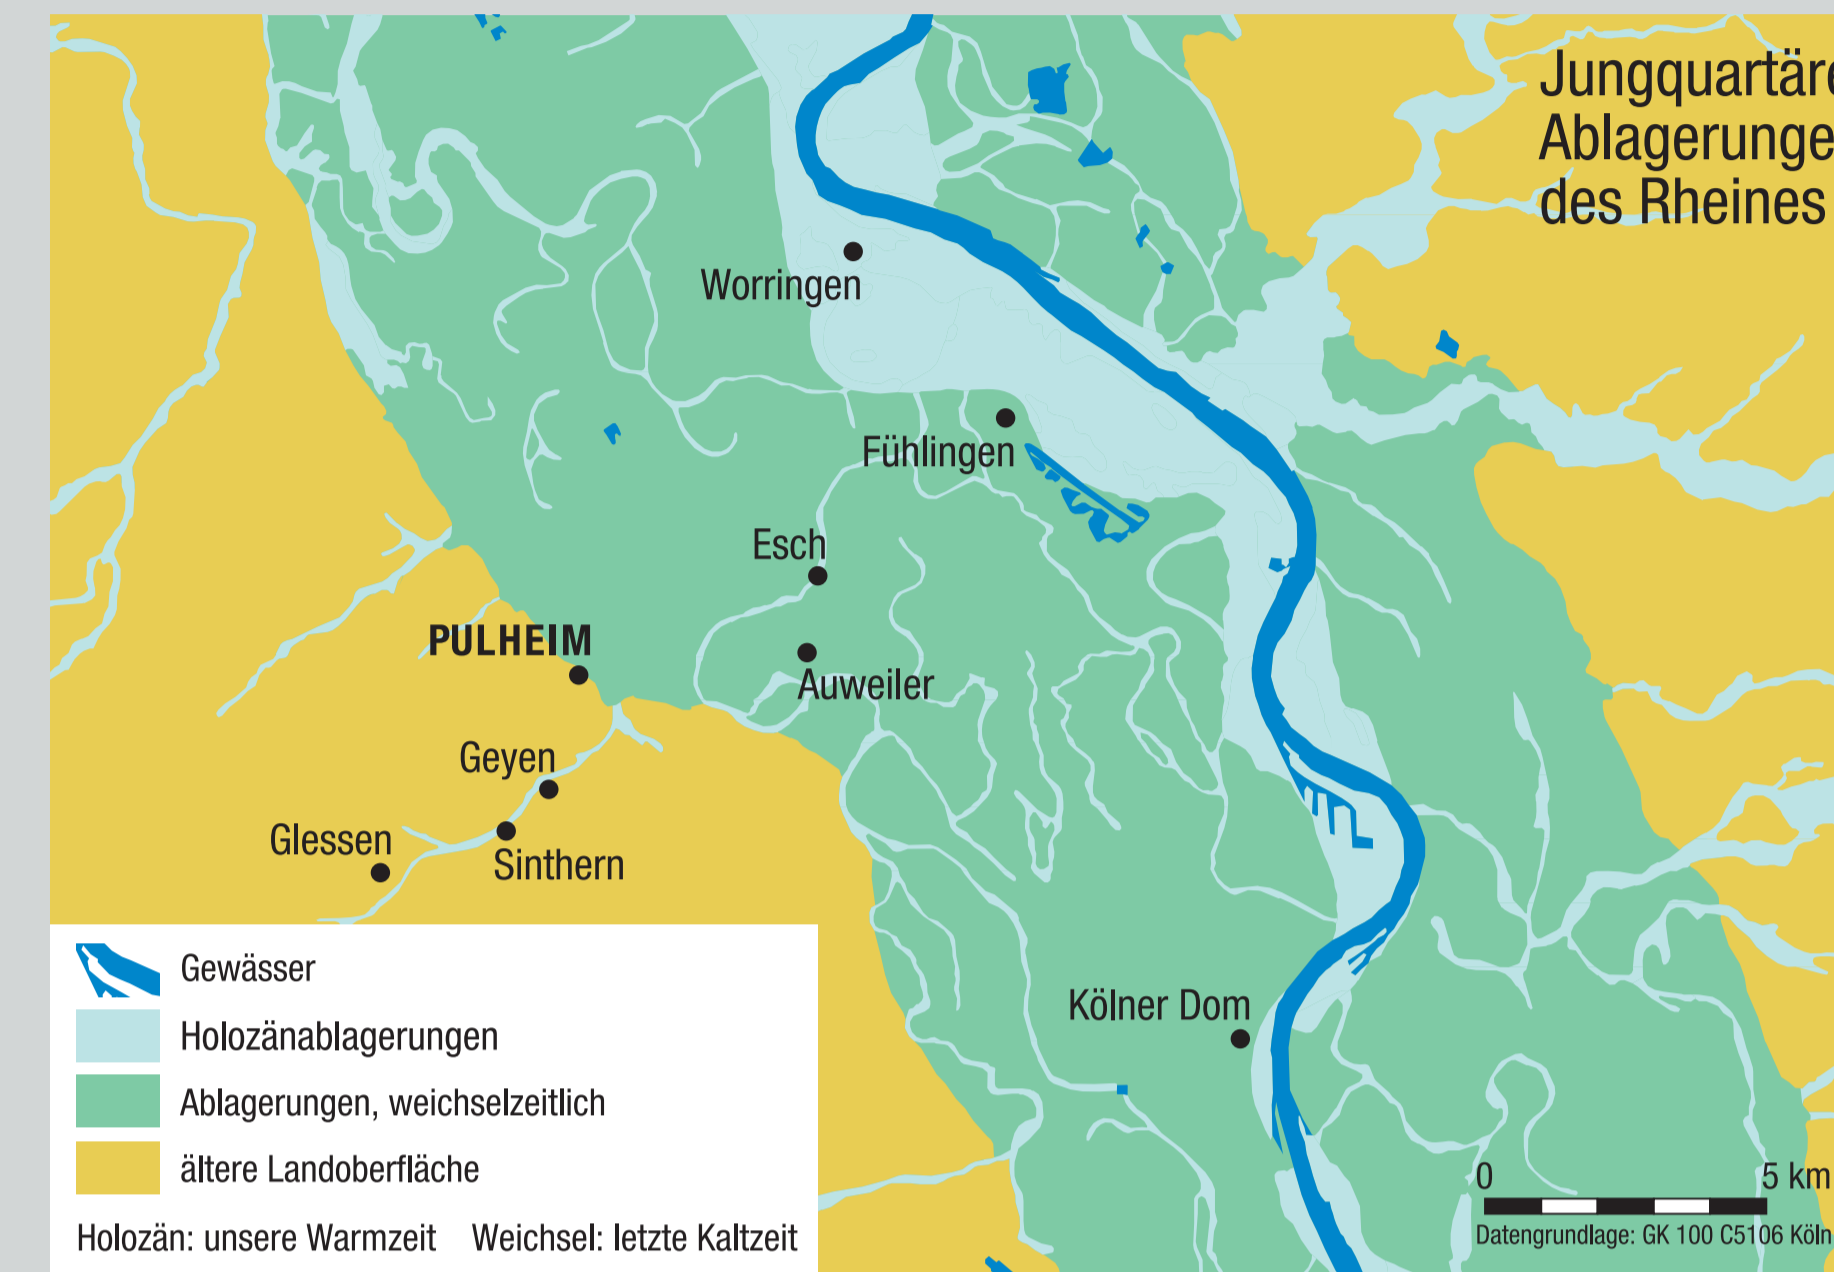 Jungquartäre
Ablagerunge
des Rheines
Worringen
Fühlingen
Esch
PULHEIM
Auweiler
Geyen
Glessen
Sinthern
Kölner Dom
Gewässer
Holozänablagerungen
Ablagerungen, weichselzeitlich
ältere Landoberfläche
Holozän: unsere Warmzeit Weichsel: letzte Kaltzeit
0 5 km
Datengrundlage: GK 100 C5106 Köln